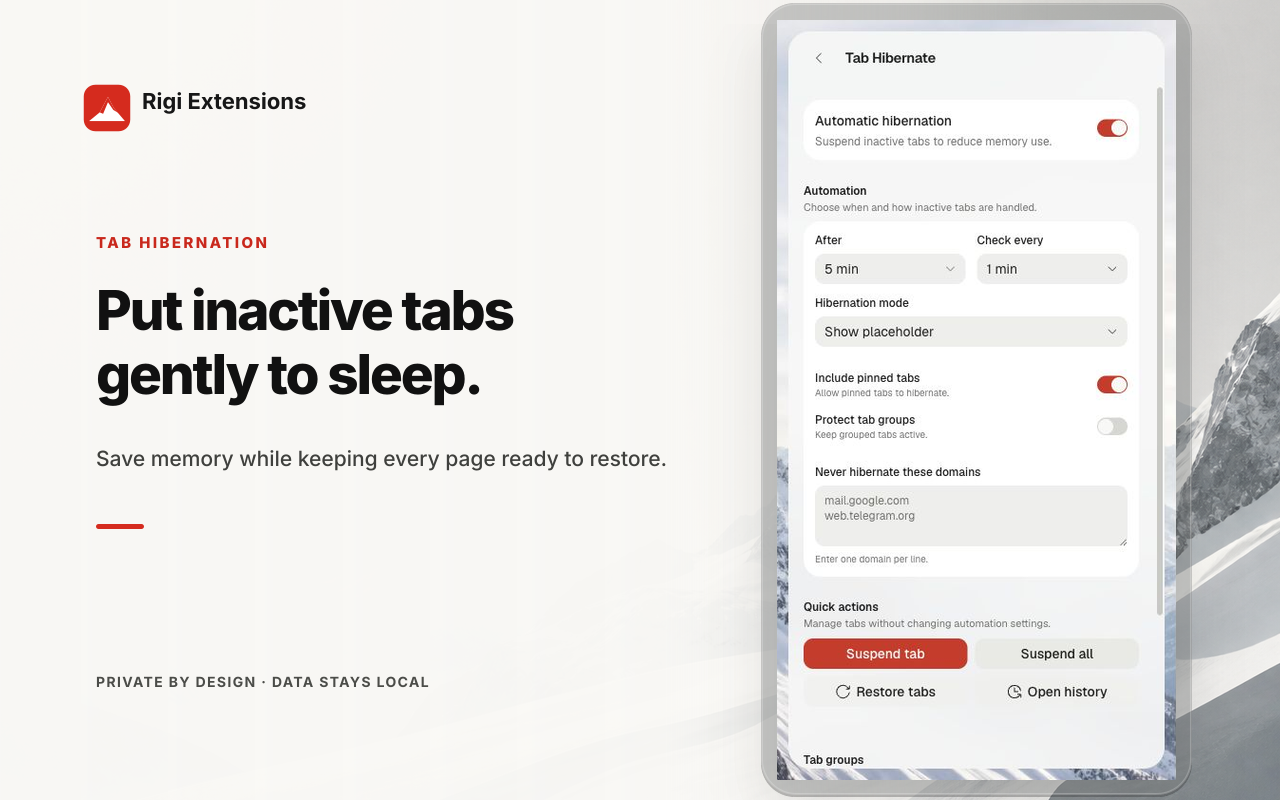 Rigi Extensions
TAB HIBERNATION
Put inactive tabs
gently to sleep.
Save memory while keeping every page ready to restore.
PRIVATE BY DESIGN · DATA STAYS LOCAL
Tab Hibernate
Automatic hibernation
Suspend inactive tabs to reduce memory use.
Automation
Choose when and how inactive tabs are handled.
After
Check every
5 min
1 min
Hibernation mode
Show placeholder
Include pinned tabs
Allow pinned tabs to hibernate.
Protect tab groups
Keep grouped tabs active.
Never hibernate these domains
mail.google.com
web.telegram.org
Enter one domain per line.
Quick actions
Manage tabs without changing automation settings.
Suspend tab
Suspend all
Restore tabs
Open history
Tab groups